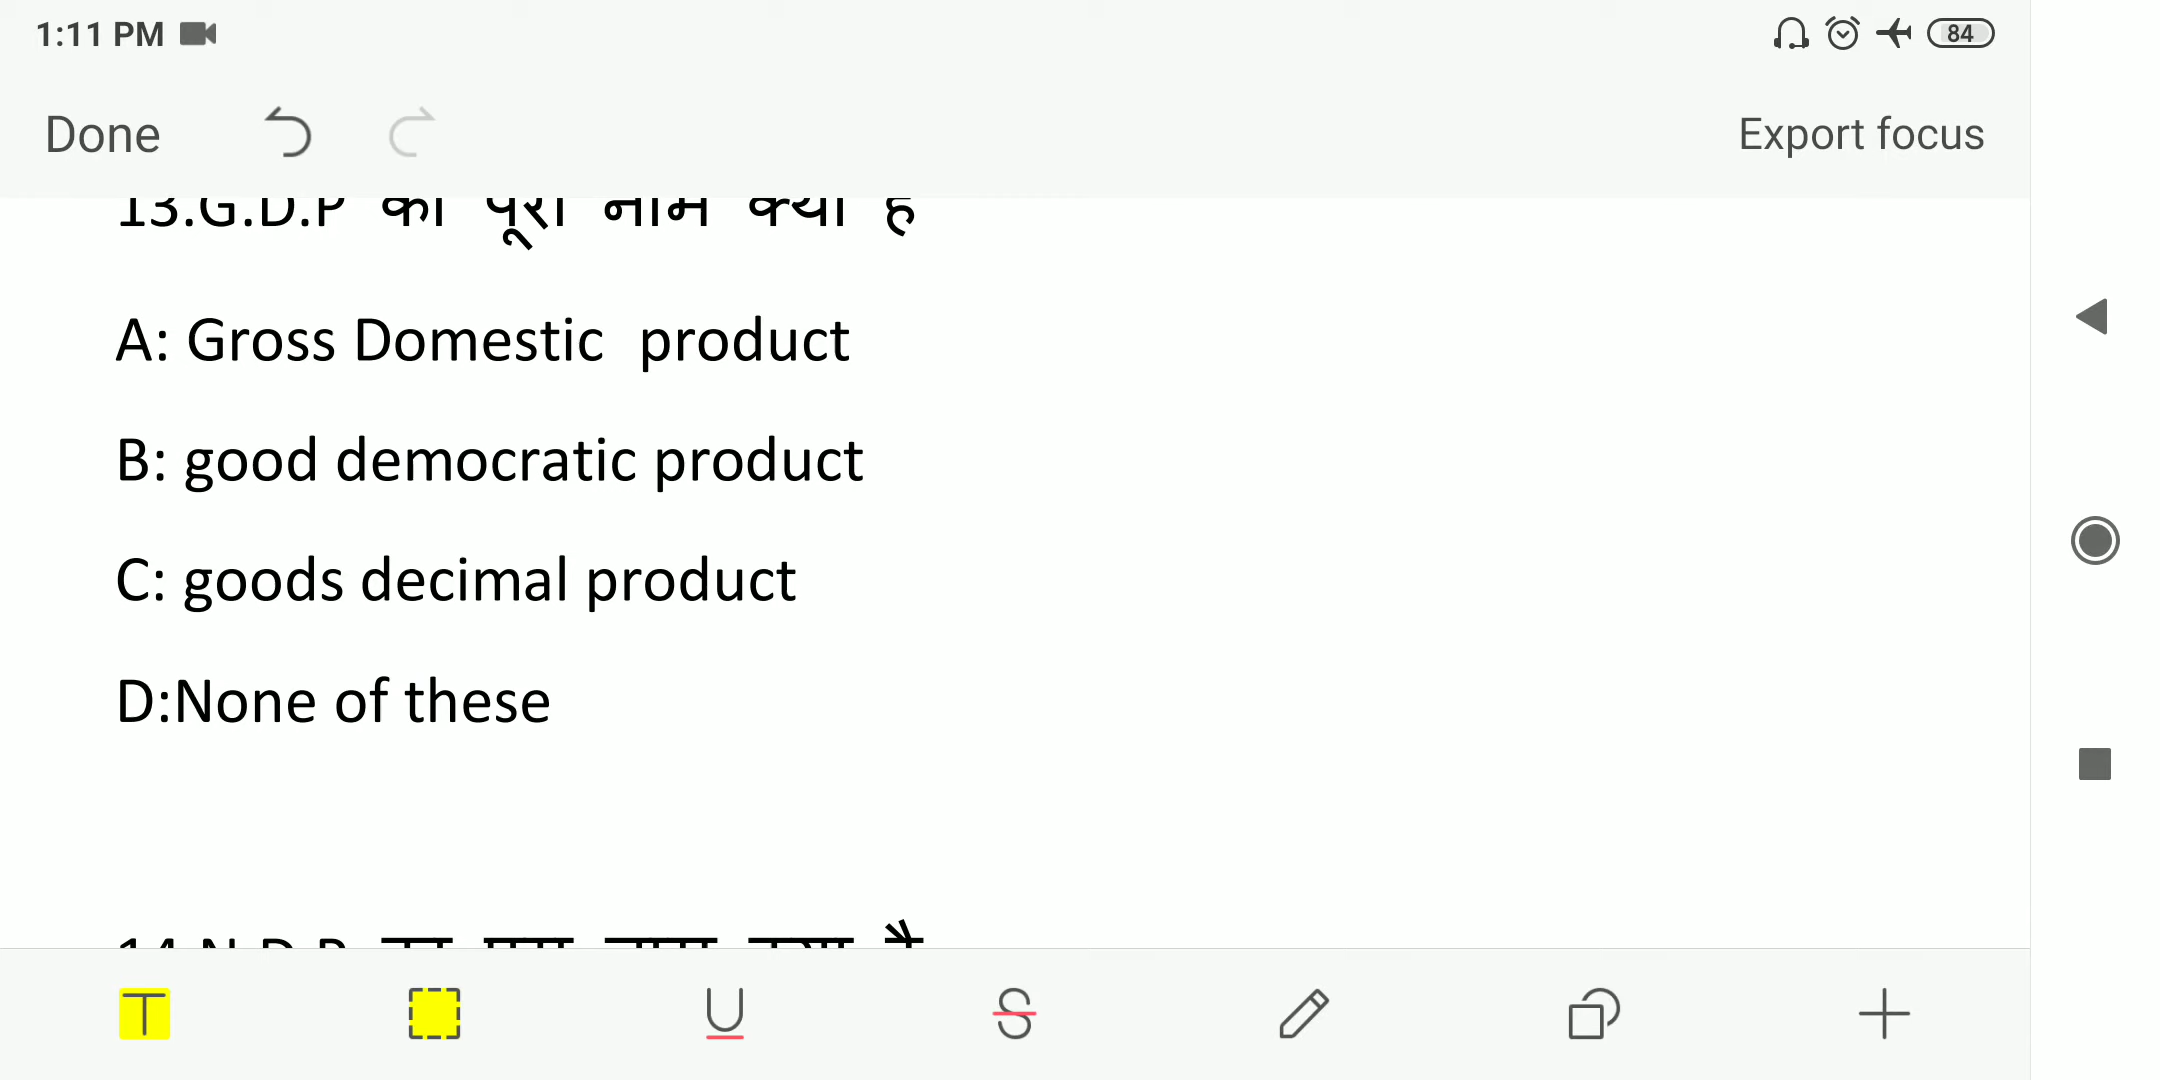 1:11 PM
84
Done
Export focus
13.G.D.P का पूरा नाम क्या है
A: Gross Domestic product
B: good democratic product
C: goods decimal product
D:None of these